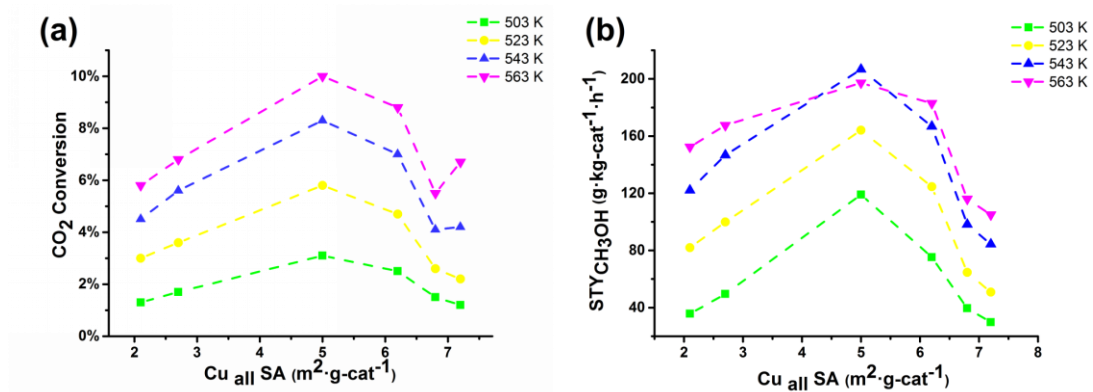 (a)
503 K
523 K
543 K
563 K
10%
8%
6%
4%
2%
0%
CO2 Conversion
2 3 4 5 6 7
Cu all SA (m²·g-cat⁻¹)
(b)
503 K
523 K
543 K
563 K
200
160
120
80
40
STYCH3OH (g·kg-cat⁻¹·h⁻¹)
2 3 4 5 6 7 8
Cu all SA (m²·g-cat⁻¹)